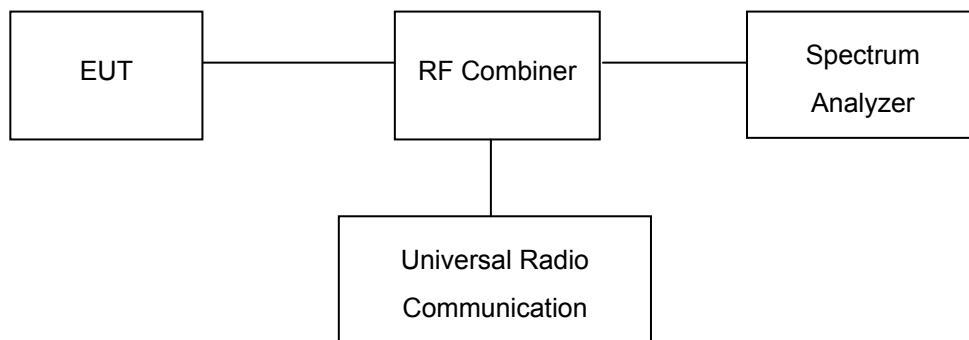 EUT
RF Combiner
Spectrum
Analyzer
Universal Radio
Communication